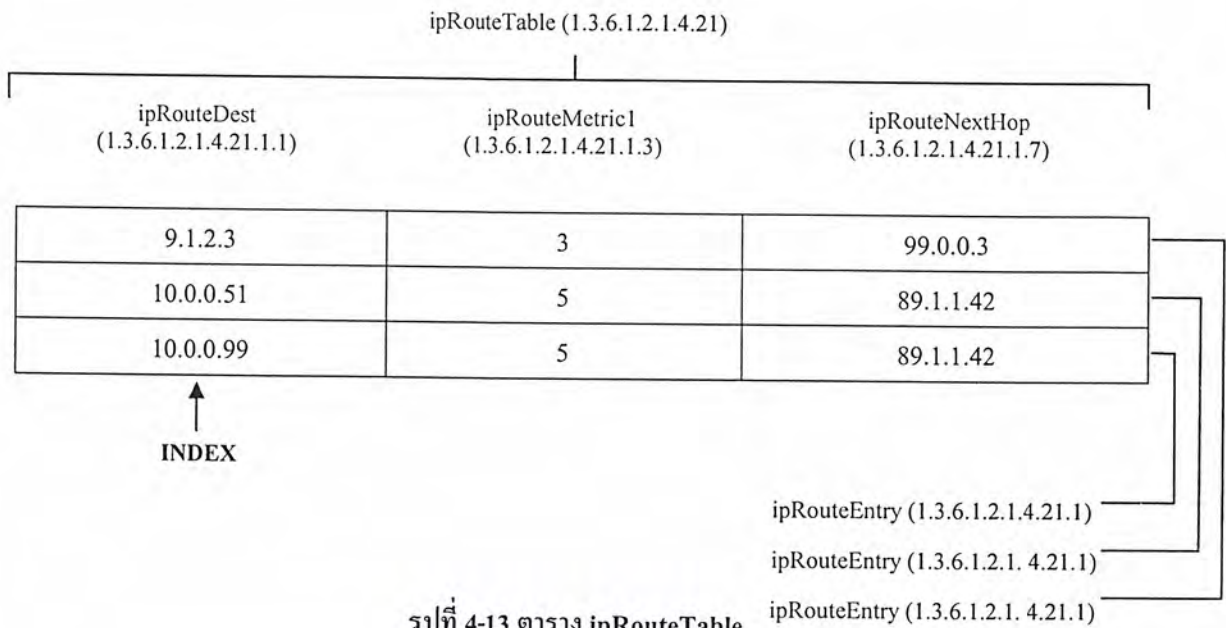 ipRouteTable (1.3.6.1.2.1.4.21)
ipRouteDest
(1.3.6.1.2.1.4.21.1.1)
ipRouteMetric1
(1.3.6.1.2.1.4.21.1.3)
ipRouteNextHop
(1.3.6.1.2.1.4.21.1.7)
9.1.2.3 3 99.0.0.3
10.0.0.51 5 89.1.1.42
10.0.0.99 5 89.1.1.42
INDEX
ipRouteEntry (1.3.6.1.2.1.4.21.1)
ipRouteEntry (1.3.6.1.2.1. 4.21.1)
ipRouteEntry (1.3.6.1.2.1. 4.21.1)
รูปที่ 4-13 ตาราง ipRouteTable